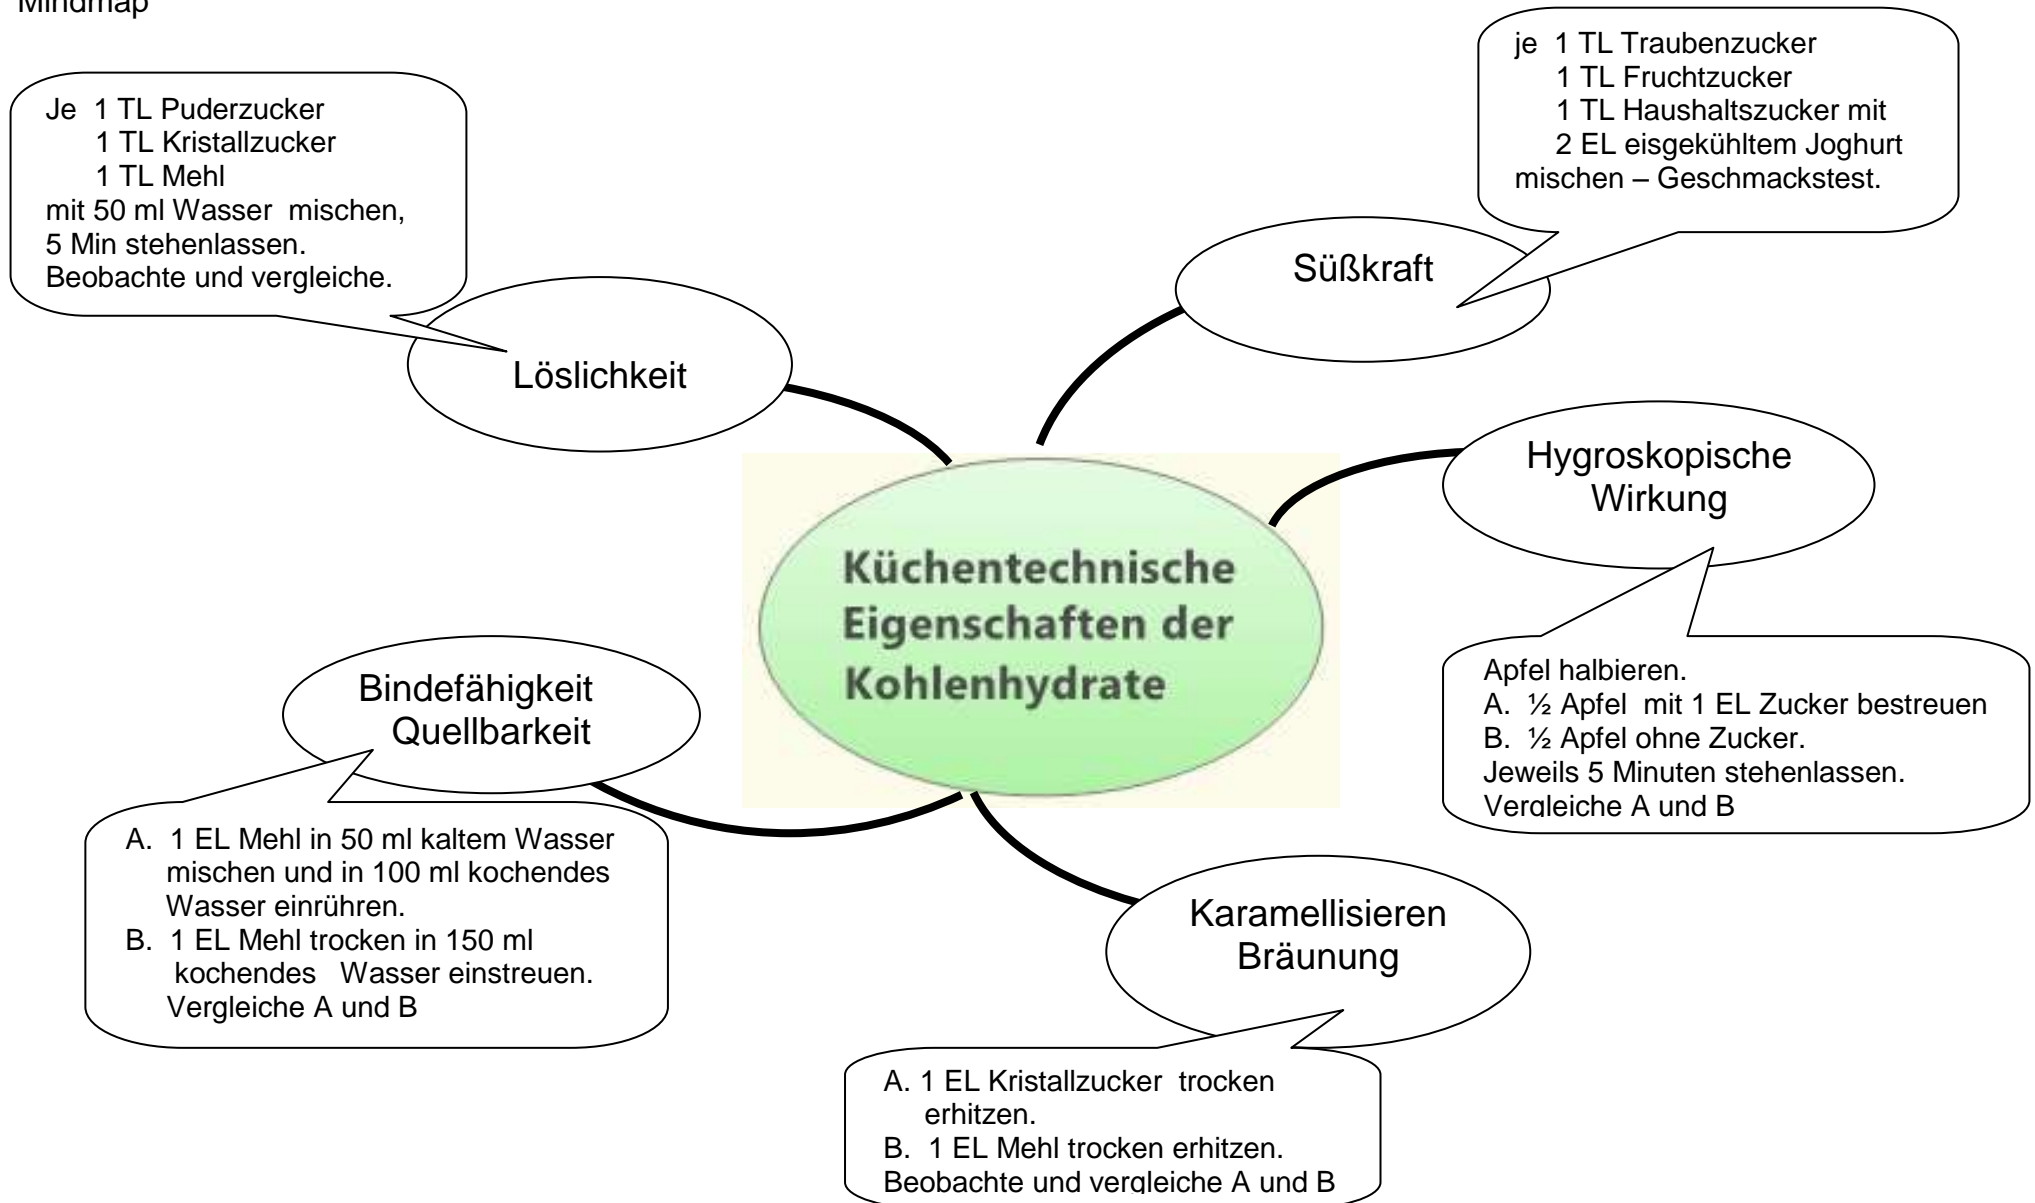 Mindmap
Je 1 TL Puderzucker
1 TL Kristallzucker
1 TL Mehl
mit 50 ml Wasser mischen,
5 Min stehenlassen.
Beobachte und vergleiche.
Löslichkeit
je 1 TL Traubenzucker
1 TL Fruchtzucker
1 TL Haushaltszucker mit
2 EL eisgekühltem Joghurt
mischen – Geschmackstest.
Süßkraft
Hygroskopische
Wirkung
Apfel halbieren.
A. ½ Apfel mit 1 EL Zucker bestreuen
B. ½ Apfel ohne Zucker.
Jeweils 5 Minuten stehenlassen.
Vergleiche A und B
Küchentechnische
Eigenschaften der
Kohlenhydrate
Bindefähigkeit
Quellbarkeit
A. 1 EL Mehl in 50 ml kaltem Wasser
mischen und in 100 ml kochendes
Wasser einrühren.
B. 1 EL Mehl trocken in 150 ml
kochendes Wasser einstreuen.
Vergleiche A und B
Karamellisieren
Bräunung
A. 1 EL Kristallzucker trocken
erhitzen.
B. 1 EL Mehl trocken erhitzen.
Beobachte und vergleiche A und B